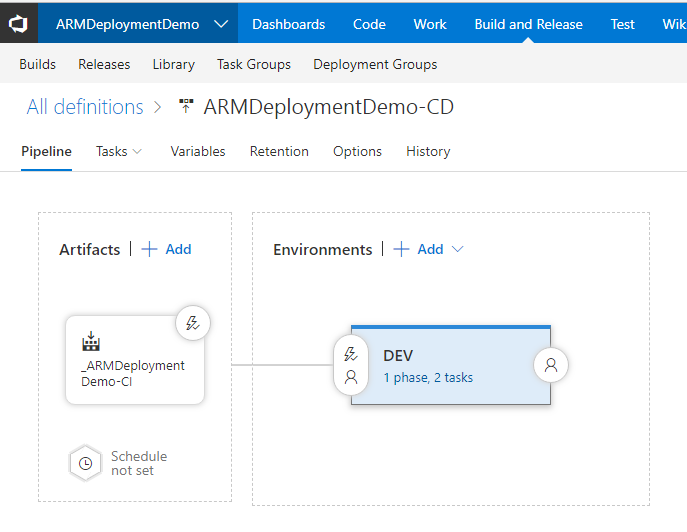 ARMDeploymentDemo Dashboards Code Work Build and Release Test Wik
Builds Releases Library Task Groups Deployment Groups
All definitions > ARMDeploymentDemo-CD
Pipeline Tasks Variables Retention Options History
Artifacts | + Add
Environments | + Add
_ARMDeployment
Demo-CI
DEV
1 phase, 2 tasks
Schedule
not set